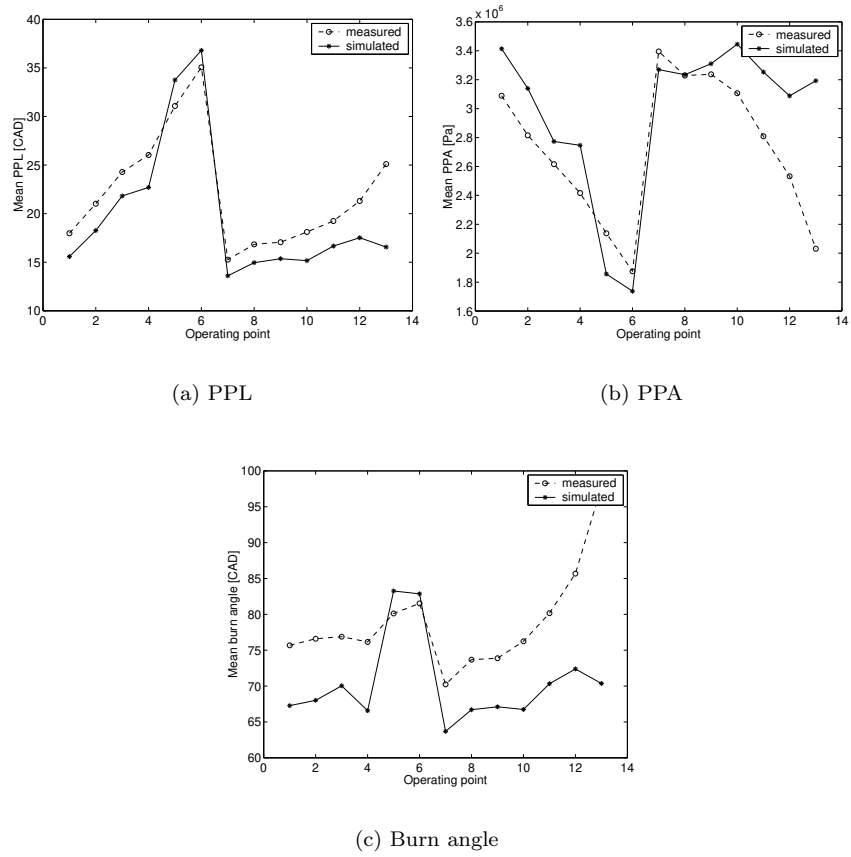 measured
simulated
40
35
30
25
20
15
10
Mean PPL [CAD]
0 2 4 6 8 10 12 14
Operating point
(a) PPL
x 10⁶
measured
simulated
3.6
3.4
3.2
3
2.8
2.6
2.4
2.2
2
1.8
1.6
Mean PPA [Pa]
0 2 4 6 8 10 12 14
Operating point
(b) PPA
measured
simulated
100
95
90
85
80
75
70
65
60
Mean burn angle [CAD]
0 2 4 6 8 10 12 14
Operating point
(c) Burn angle